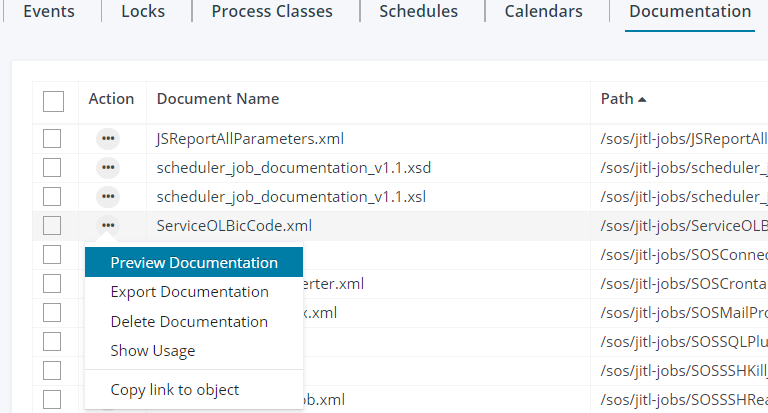 Events Locks Process Classes Schedules Calendars Documentation
Action Document Name Path
JSReportAllParameters.xml /sos/jitl-jobs/JSReportAll
scheduler_job_documentation_v1.1.xsd /sos/jitl-jobs/scheduler_
scheduler_job_documentation_v1.1.xsl /sos/jitl-jobs/scheduler_
ServiceOLBicCode.xml /sos/jitl-jobs/ServiceOLB
/sos/jitl-jobs/SOSConnec
Preview Documentation
Export Documentation erter.xml /sos/jitl-jobs/SOSCronta
Delete Documentation x.xml /sos/jitl-jobs/SOSMailPro
Show Usage /sos/jitl-jobs/SOSSQLPlu
/sos/jitl-jobs/SOSSSHKillJ
Copy link to object ob.xml /sos/jitl-jobs/SOSSSHRea